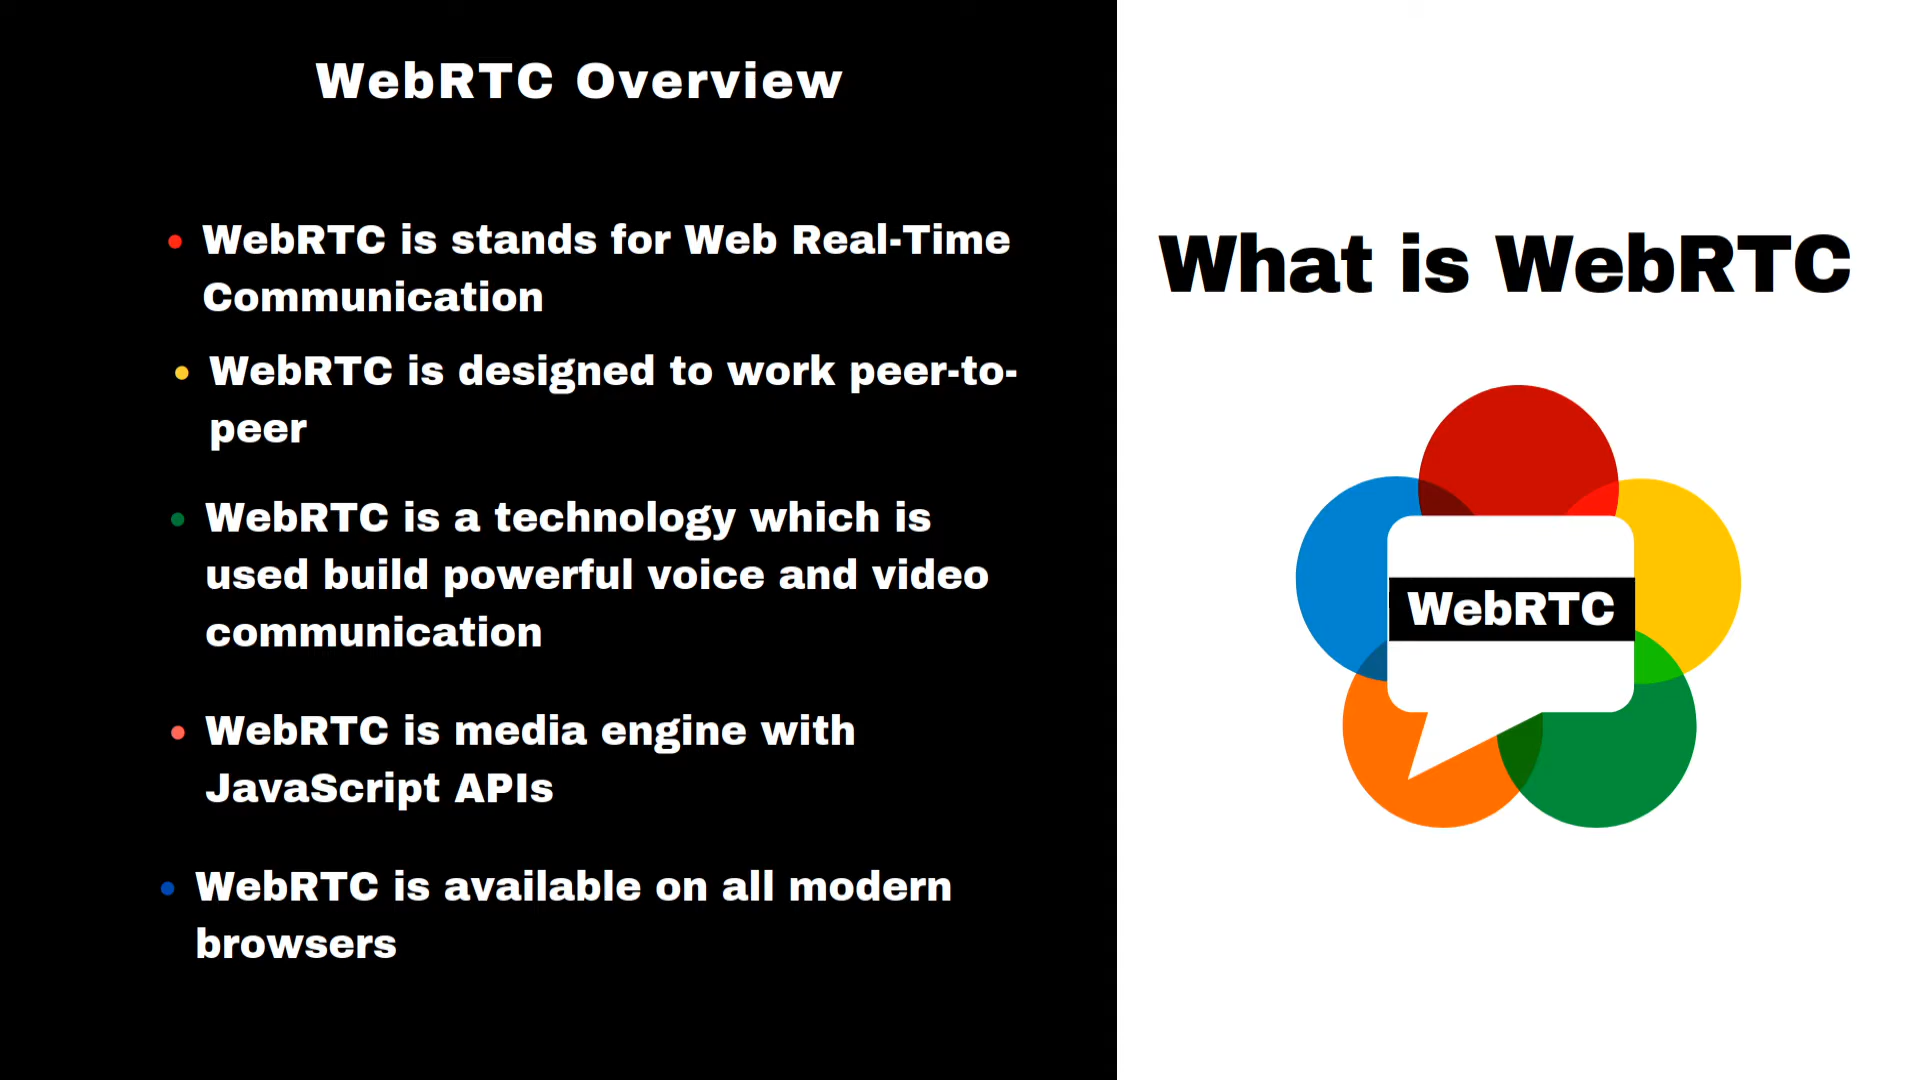 WebRTC Overview
WebRTC is stands for Web Real-Time
Communication
WebRTC is designed to work peer-to-
peer
WebRTC is a technology which is
used build powerful voice and video
communication
WebRTC is media engine with
JavaScript APIs
WebRTC is available on all modern
browsers
What is WebRTC
WebRTC